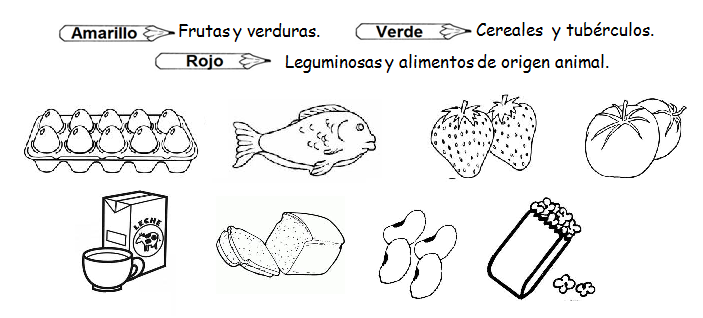 Amarillo Frutas y verduras. Verde Cereales y tubérculos.
Rojo Leguminosas y alimentos de origen animal.
LECHE